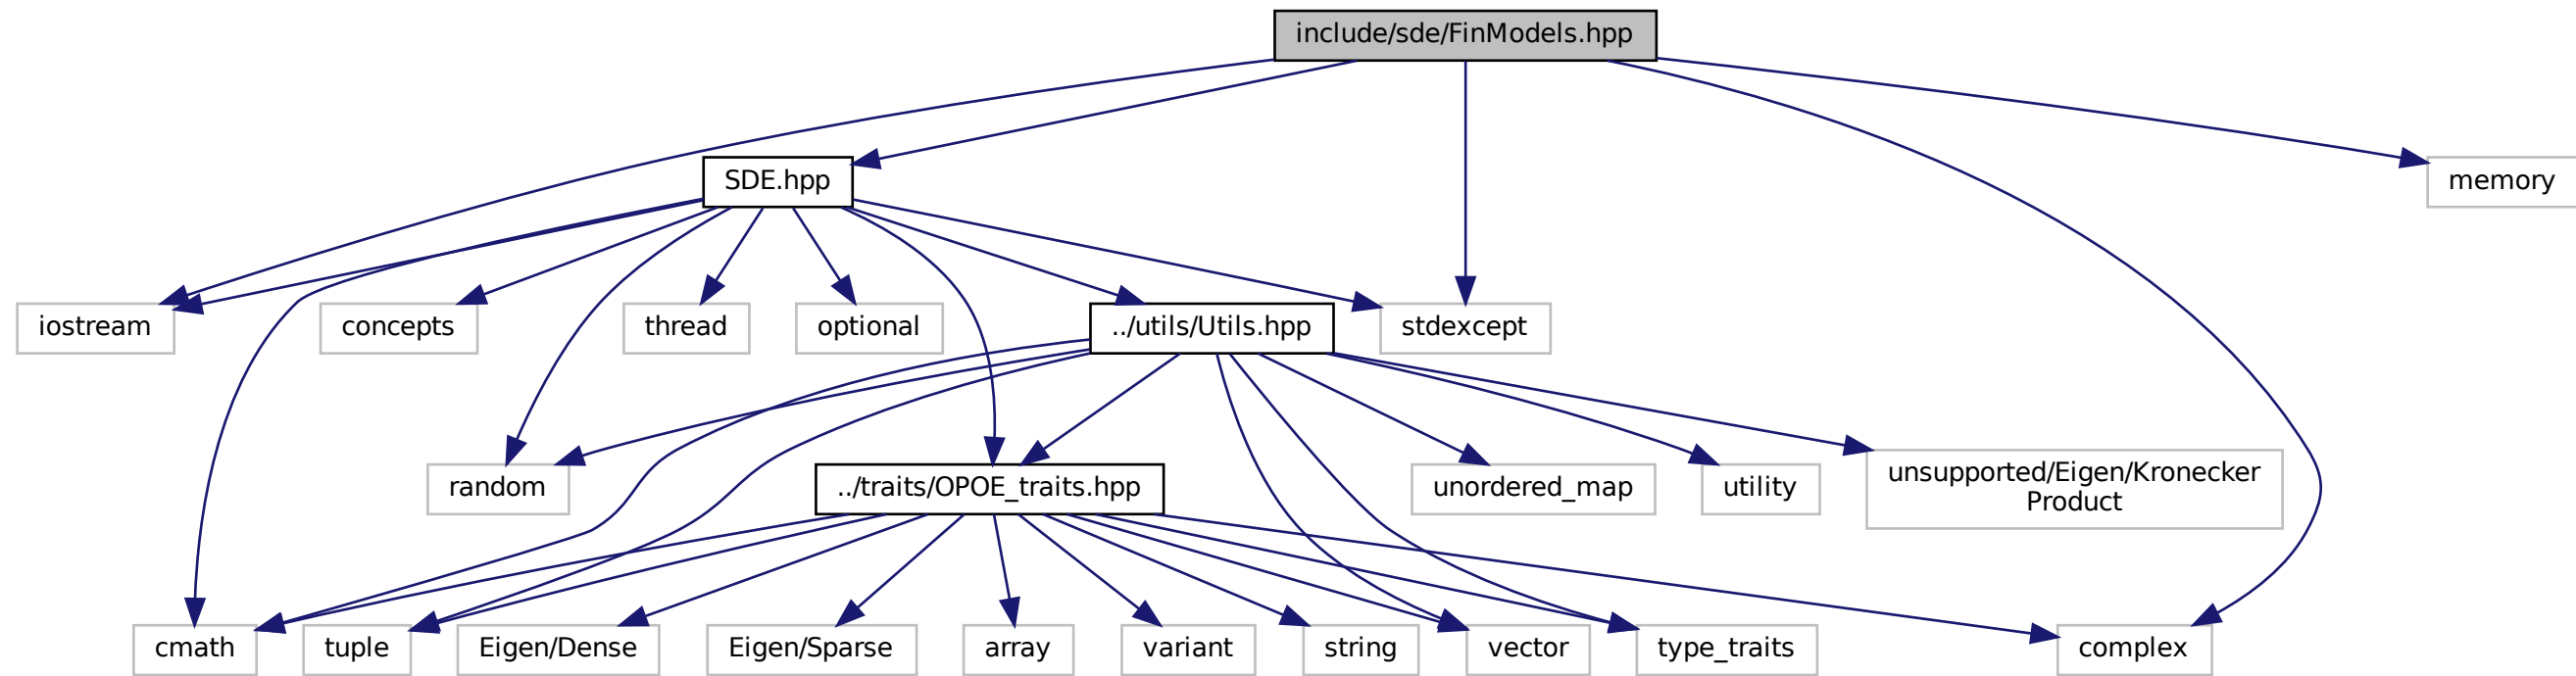 include/sde/FinModels.hpp
SDE.hpp
memory
iostream
concepts
thread
optional
../utils/Utils.hpp
stdexcept
random
../traits/OPOE_traits.hpp
unordered_map
utility
unsupported/Eigen/Kronecker
Product
cmath
tuple
Eigen/Dense
Eigen/Sparse
array
variant
string
vector
type_traits
complex